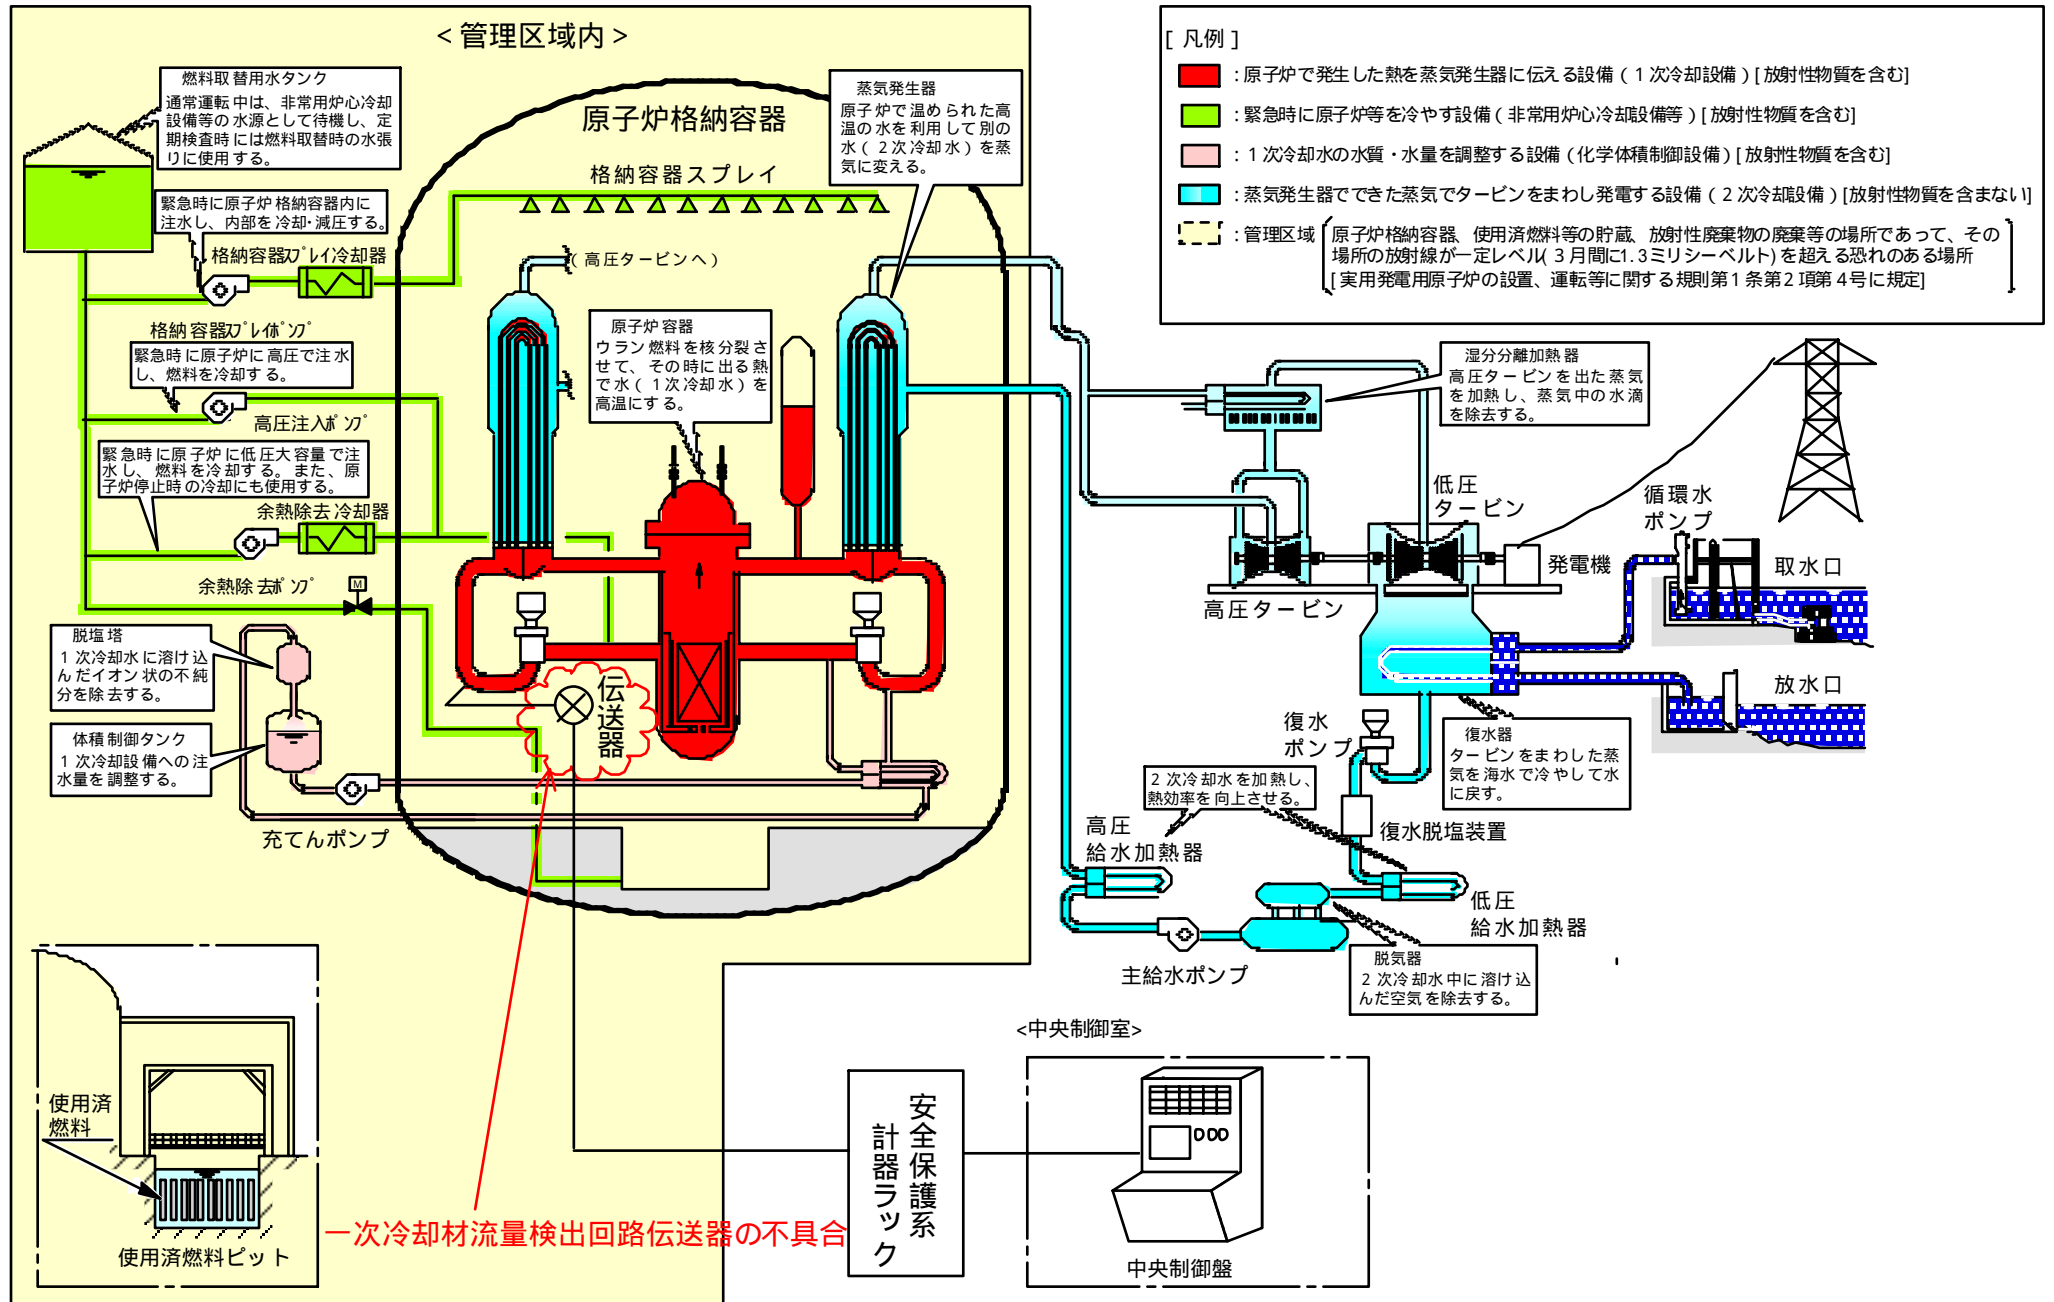 ＜管理区域内＞
燃料取替用水タンク
通常運転中は、非常用炉心冷却
設備等の水源として待機し、定
期検査時には燃料取替時の水張
りに使用する。
緊急時に原子炉格納容器内に
注水し、内部を冷却・減圧する。
格納容器スプレイ冷却器
格納容器スプレイポンプ
緊急時に原子炉に高圧で注水
し、燃料を冷却する。
高圧注入ポンプ
緊急時に原子炉に低圧大容量で注
水し、燃料を冷却する。また、原
子炉停止時の冷却にも使用する。
余熱除去冷却器
余熱除去ポンプ
M
脱塩塔
１次冷却水に溶け込
んだイオン状の不純
分を除去する。
体積制御タンク
１次冷却設備への注
水量を調整する。
充てんポンプ
原子炉格納容器
格納容器スプレイ
（高圧タービンへ）
蒸気発生器
原子炉で温められた高
温の水を利用して別の
水（２次冷却水）を蒸
気に変える。
原子炉容器
ウラン燃料を核分裂さ
せて、その時に出る熱
で水（１次冷却水）を
高温にする。
伝送器
一次冷却材流量検出回路伝送器の不具合
使用済
燃料
使用済燃料ピット
[ 凡例 ]
：原子炉で発生した熱を蒸気発生器に伝える設備（１次冷却設備）[放射性物質を含む]
：緊急時に原子炉等を冷やす設備（非常用炉心冷却設備等）[放射性物質を含む]
：１次冷却水の水質・水量を調整する設備（化学体積制御設備）[放射性物質を含む]
：蒸気発生器でできた蒸気でタービンをまわし発電する設備（２次冷却設備）[放射性物質を含まない]
：管理区域
原子炉格納容器、使用済燃料等の貯蔵、放射性廃棄物の廃棄等の場所であって、その
場所の放射線が一定レベル(３月間に1.3ミリシーベルト)を超える恐れのある場所
[実用発電用原子炉の設置、運転等に関する規則第１条第２項第４号に規定]
湿分分離加熱器
高圧タービンを出た蒸気
を加熱し、蒸気中の水滴
を除去する。
低圧
タービン
高圧タービン
発電機
循環水
ポンプ
取水口
放水口
復水
ポンプ
復水器
タービンをまわした蒸
気を海水で冷やして水
に戻す。
２次冷却水を加熱し、
熱効率を向上させる。
高圧
給水加熱器
復水脱塩装置
低圧
給水加熱器
主給水ポンプ
脱気器
２次冷却水中に溶け込
んだ空気を除去する。
<中央制御室>
安全保護系
計器ラック
中央制御盤